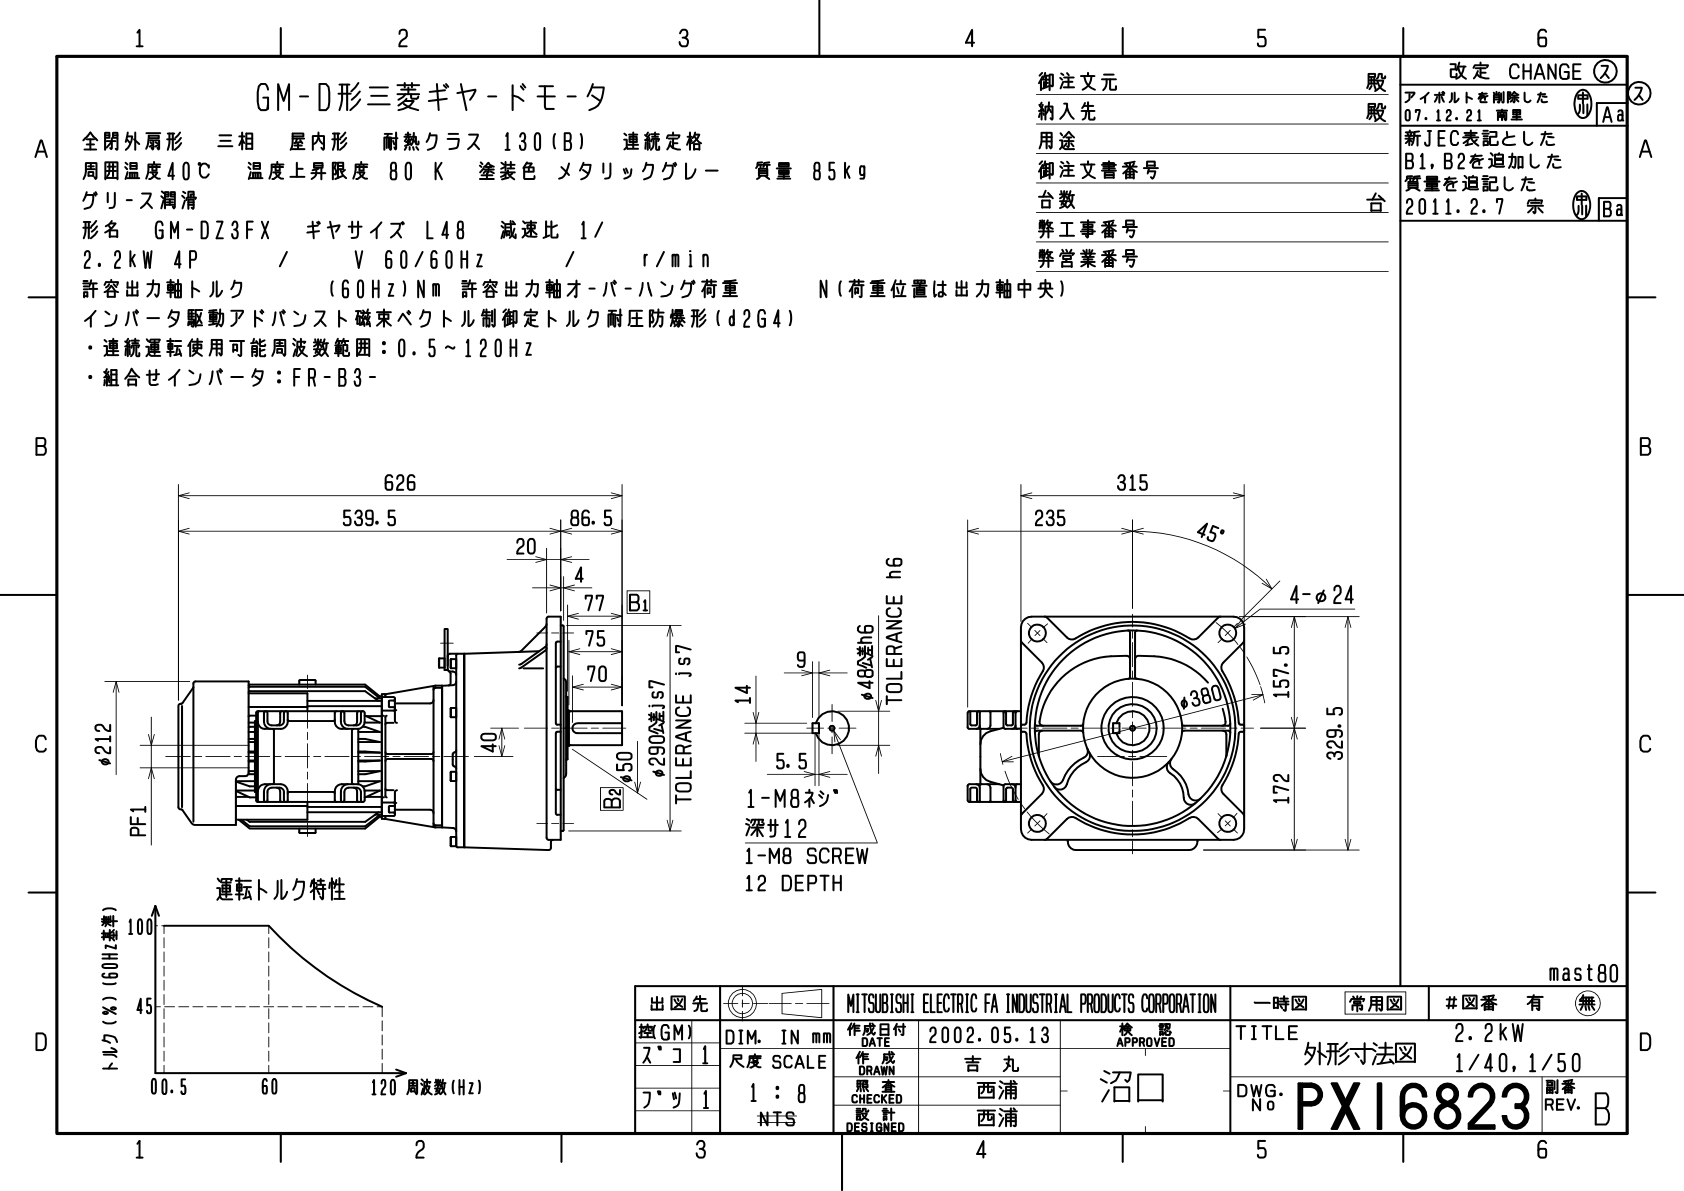 1 2 3 4 5 6
A
B
C
D
A
B
C
D
GM-D形三菱ギヤードモータ
全閉外扇形 三相 屋内形 耐熱クラス 130(B) 連続定格
周囲温度40℃ 温度上昇限度 80 K 塗装色 メタリックグレー 質量 85kg
グリース潤滑
形名 GM-DZ3FX ギヤサイズ L48 減速比 1/
2.2kW 4P / V 60/60Hz / r/min
許容出力軸トルク (60Hz)Nm 許容出力軸オーバーハング荷重 N(荷重位置は出力軸中央)
インバータ駆動アドバンスト磁束ベクトル制御定トルク耐圧防爆形(d2G4)
・連続運転使用可能周波数範囲:0.5~120Hz
・組合せインバータ:FR-B3-
御注文元 殿
納入先 殿
用途
御注文書番号
台数 台
弊工事番号
弊営業番号
改定 CHANGE ス
ス
アイボルトを削除した
07.12.21 南里 Aa
新JEC表記とした
B1,B2を追加した
質量を追記した
2011.2.7 宗 Ba
626
539.5 86.5
20
4
77 B1
75
70
φ212
PF1
40
φ50
B2
φ290公差js7
TOLERANCE js7
9
14
5.5
φ48公差h6
TOLERANCE h6
1-M8ネジ
深サ12
1-M8 SCREW
12 DEPTH
315
235
45°
4-φ24
φ380
157.5
172
329.5
運転トルク特性
トルク(%)(60Hz基準)
100
45
0 0.5 60 120 周波数(Hz)
mast80
出図先
控(GM)
ズコ 1
ブツ 1
DIM. IN mm
尺度 SCALE
1 : 8
NTS
MITSUBISHI ELECTRIC FA INDUSTRIAL PRODUCTS CORPORATION
作成日付 DATE 2002.05.13
作成 DRAWN 吉丸
照査 CHECKED 西浦
設計 DESIGNED 西浦
検認 APPROVED
沼口
一時図 常用図 #図番 有 無
TITLE
外形寸法図
2.2kW
1/40,1/50
DWG. No PX16823
副番 REV. B
1 2 3 4 5 6